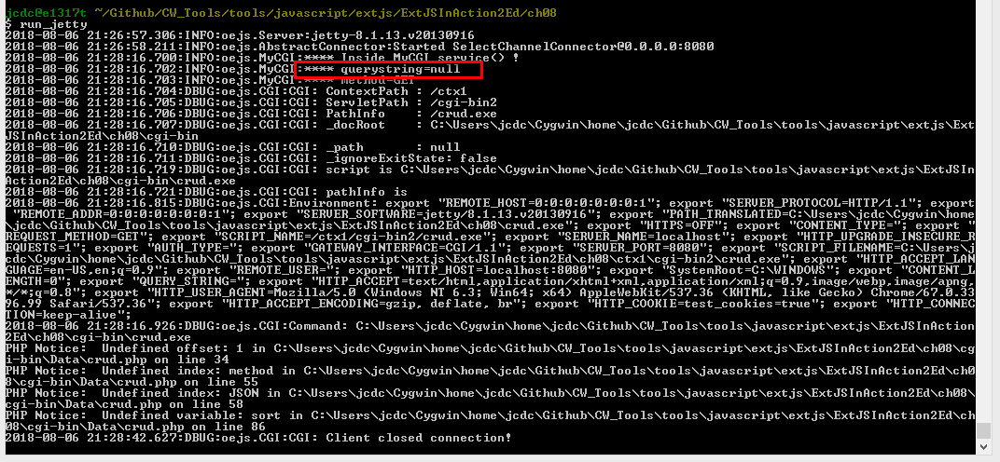 jcdc@e1317t ~/Github/CW_Tools/tools/javascript/extjs/ExtJSInAction2Ed/ch08
$ run_jetty
2018-08-06 21:26:57.306:INFO:oejs.Server:jetty-8.1.13.v20130916
2018-08-06 21:26:58.211:INFO:oejs.AbstractConnector:Started SelectChannelConnector@0.0.0.0:8080
2018-08-06 21:28:16.700:INFO:oejs.MyCGI:**** Inside MyCGI service() !
2018-08-06 21:28:16.702:INFO:oejs.MyCGI:**** querystring=null
2018-08-06 21:28:16.703:INFO:oejs.MyCGI:**** method=GET
2018-08-06 21:28:16.704:DBUG:oejs.CGI:CGI: ContextPath : /ctx1
2018-08-06 21:28:16.705:DBUG:oejs.CGI:CGI: ServletPath : /cgi-bin2
2018-08-06 21:28:16.706:DBUG:oejs.CGI:CGI: PathInfo    : /crud.exe
2018-08-06 21:28:16.707:DBUG:oejs.CGI:CGI: _docRoot    : C:\Users\jcdc\Cygwin\home\jcdc\Github\CW_Tools\tools\javascript\extjs\Ext
JSInAction2Ed\ch08\cgi-bin
2018-08-06 21:28:16.710:DBUG:oejs.CGI:CGI: _path       : null
2018-08-06 21:28:16.711:DBUG:oejs.CGI:CGI: _ignoreExitState: false
2018-08-06 21:28:16.719:DBUG:oejs.CGI:CGI: script is C:\Users\jcdc\Cygwin\home\jcdc\Github\CW_Tools\tools\javascript\extjs\ExtJSIn
Action2Ed\ch08\cgi-bin\crud.exe
2018-08-06 21:28:16.721:DBUG:oejs.CGI:CGI: pathInfo is
2018-08-06 21:28:16.815:DBUG:oejs.CGI:Environment: export "REMOTE_HOST=0:0:0:0:0:0:0:1"; export "SERVER_PROTOCOL=HTTP/1.1"; export
"REMOTE_ADDR=0:0:0:0:0:0:0:1"; export "SERVER_SOFTWARE=jetty/8.1.13.v20130916"; export "PATH_TRANSLATED=C:\Users\jcdc\Cygwin\home
\jcdc\Github\CW_Tools\tools\javascript\extjs\ExtJSInAction2Ed\ch08\crud.exe"; export "HTTPS=OFF"; export "CONTENT_TYPE="; export "
REQUEST_METHOD=GET"; export "SCRIPT_NAME=/ctx1/cgi-bin2/crud.exe"; export "SERVER_NAME=localhost"; export "HTTP_UPGRADE_INSECURE_R
EQUESTS=1"; export "AUTH_TYPE="; export "GATEWAY_INTERFACE=CGI/1.1"; export "SERVER_PORT=8080"; export "SCRIPT_FILENAME=C:\Users\j
cdc\Cygwin\home\jcdc\Github\CW_Tools\tools\javascript\extjs\ExtJSInAction2Ed\ch08\ctx1\cgi-bin2\crud.exe"; export "HTTP_ACCEPT_LAN
GUAGE=en-US,en;q=0.9"; export "REMOTE_USER="; export "HTTP_HOST=localhost:8080"; export "SystemRoot=C:\WINDOWS"; export "CONTENT_L
ENGTH=0"; export "QUERY_STRING="; export "HTTP_ACCEPT=text/html,application/xhtml+xml,application/xml;q=0.9,image/webp,image/apng,
*/*;q=0.8"; export "HTTP_USER_AGENT=Mozilla/5.0 (Windows NT 6.3; Win64; x64) AppleWebKit/537.36 (KHTML, like Gecko) Chrome/67.0.33
96.99 Safari/537.36"; export "HTTP_ACCEPT_ENCODING=gzip, deflate, br"; export "HTTP_COOKIE=test_cookies=true"; export "HTTP_CONNEC
TION=keep-alive";
2018-08-06 21:28:16.926:DBUG:oejs.CGI:Command: C:\Users\jcdc\Cygwin\home\jcdc\Github\CW_Tools\tools\javascript\extjs\ExtJSInAction
2Ed\ch08\cgi-bin\crud.exe
PHP Notice:  Undefined offset: 1 in C:\Users\jcdc\Cygwin\home\jcdc\Github\CW_Tools\tools\javascript\extjs\ExtJSInAction2Ed\ch08\cg
i-bin\Data\crud.php on line 34
PHP Notice:  Undefined index: method in C:\Users\jcdc\Cygwin\home\jcdc\Github\CW_Tools\tools\javascript\extjs\ExtJSInAction2Ed\ch0
8\cgi-bin\Data\crud.php on line 55
PHP Notice:  Undefined index: JSON in C:\Users\jcdc\Cygwin\home\jcdc\Github\CW_Tools\tools\javascript\extjs\ExtJSInAction2Ed\ch08\
cgi-bin\Data\crud.php on line 58
PHP Notice:  Undefined variable: sort in C:\Users\jcdc\Cygwin\home\jcdc\Github\CW_Tools\tools\javascript\extjs\ExtJSInAction2Ed\ch
08\cgi-bin\Data\crud.php on line 86
2018-08-06 21:28:42.627:DBUG:oejs.CGI:CGI: Client closed connection!